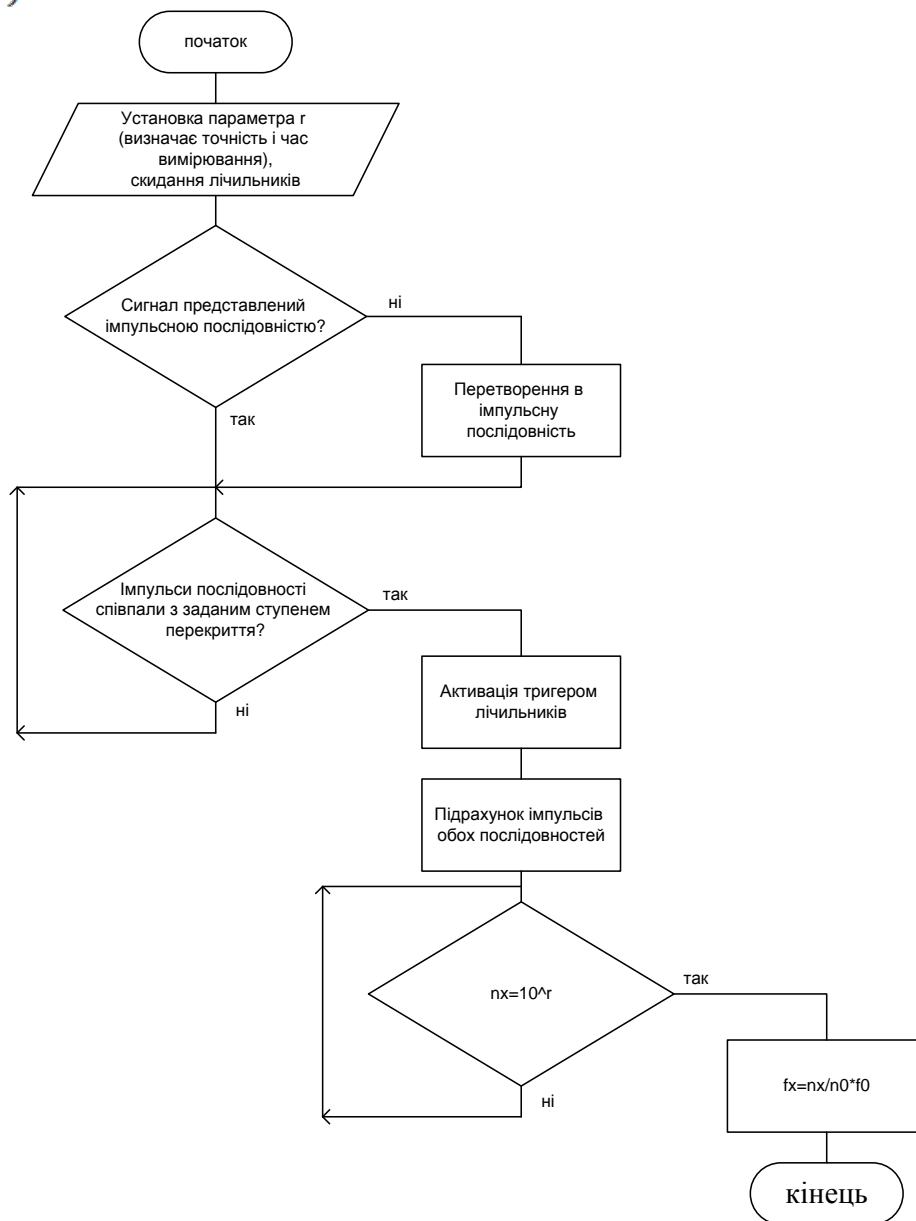 початок
Установка параметра r
(визначає точність і час
вимірювання),
скидання лічильників
Сигнал представлений
імпульсною послідовністю?
ні
так
Перетворення в
імпульсну
послідовність
Імпульси послідовності
співпали з заданим ступенем
перекриття?
так
ні
Активація тригером
лічильників
Підрахунок імпульсів
обох послідовностей
nx=10^r
так
ні
fx=nx/n0*f0
кінець